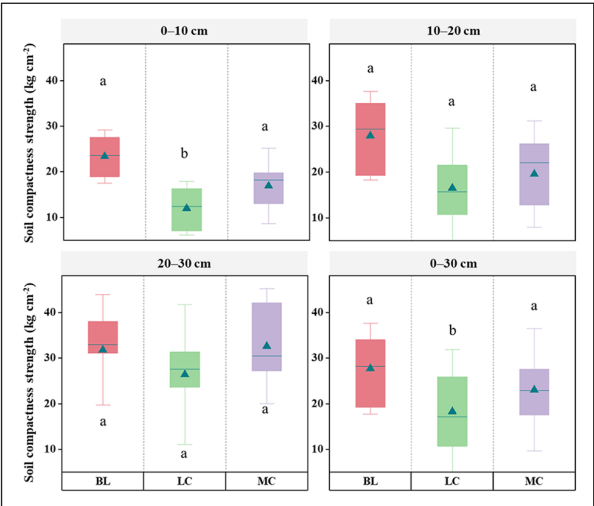 0–10 cm
10–20 cm
Soil compactness strength (kg cm-2)
40
30
20
10
a
b
a
40
30
20
10
a
a
a
20–30 cm
0–30 cm
Soil compactness strength (kg cm-2)
40
30
20
10
a
a
a
40
30
20
10
a
b
a
BL LC MC BL LC MC